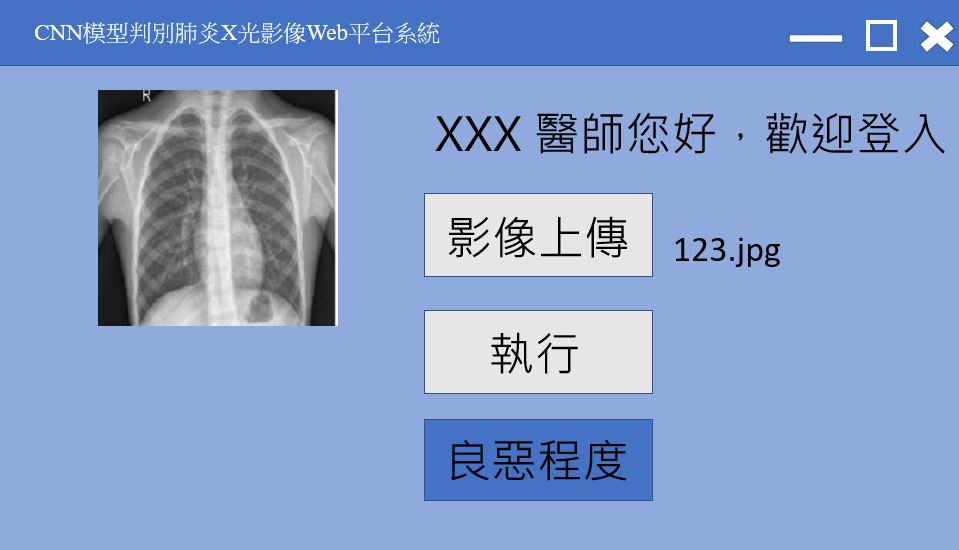 CNN模型判別肺炎X光影像Web平台系統
R
XXX 醫師您好，歡迎登入
影像上傳
123.jpg
執行
良惡程度